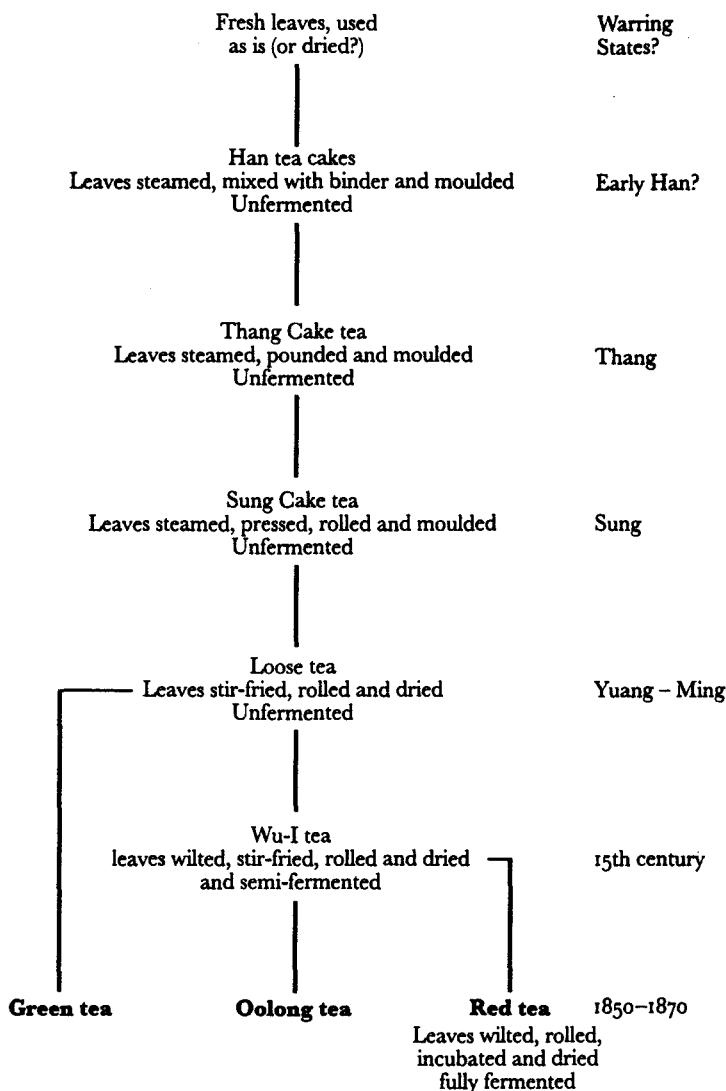 Fresh leaves, used
as is (or dried?)
Warring
States?
Han tea cakes
Leaves steamed, mixed with binder and moulded
Unfermented
Early Han?
Thang Cake tea
Leaves steamed, pounded and moulded
Unfermented
Thang
Sung Cake tea
Leaves steamed, pressed, rolled and moulded
Unfermented
Sung
Loose tea
Leaves stir-fried, rolled and dried
Unfermented
Yuang – Ming
Wu-I tea
leaves wilted, stir-fried, rolled and dried
and semi-fermented
15th century
Green tea
Oolong tea
Red tea
1850–1870
Leaves wilted, rolled,
incubated and dried
fully fermented